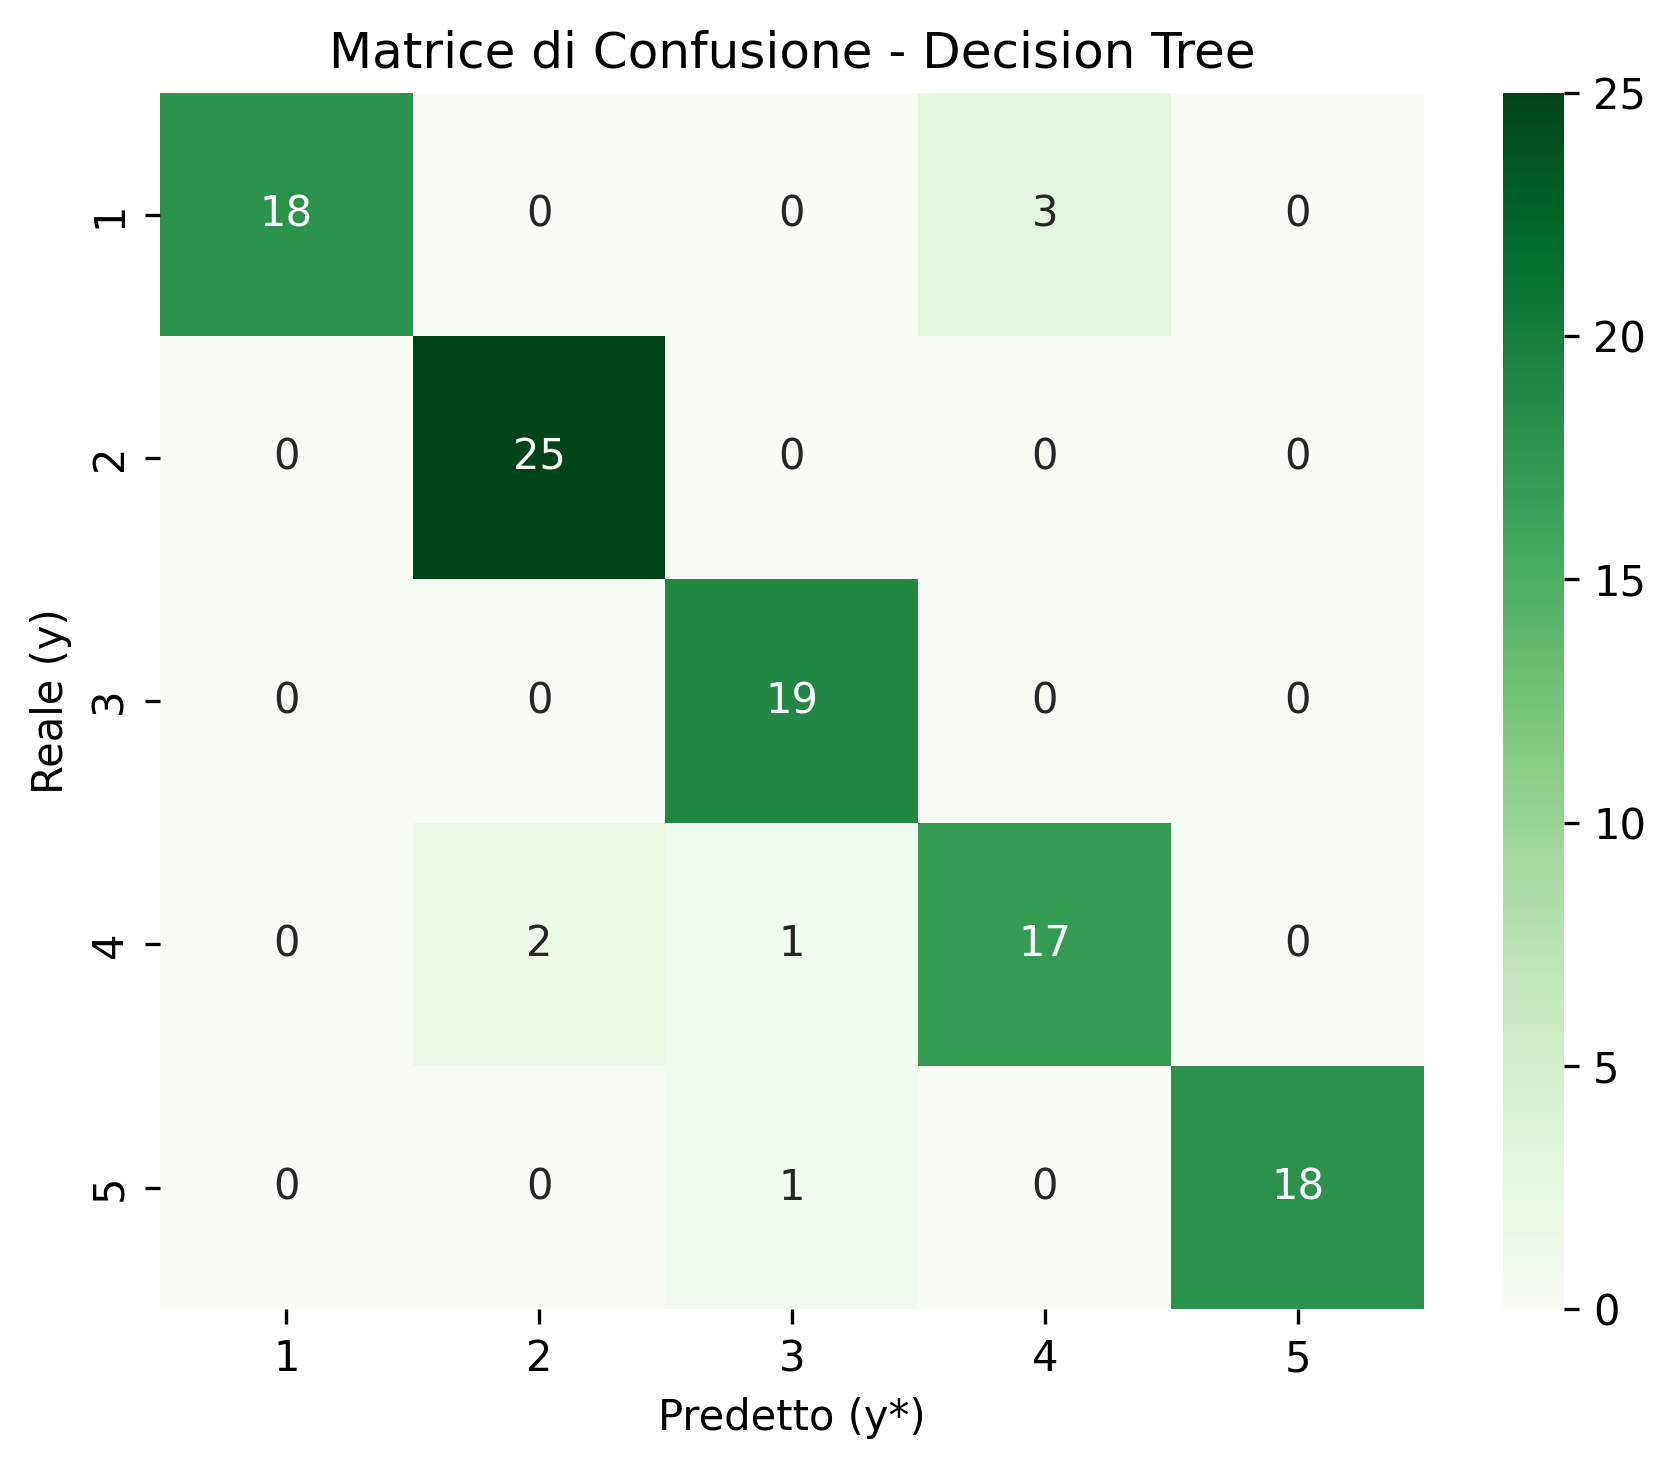 Matrice di Confusione - Decision Tree
25
20
15
10
5
0
Reale (y)
1 18 0 0 3 0
2 0 25 0 0 0
3 0 0 19 0 0
4 0 2 1 17 0
5 0 0 1 0 18
1 2 3 4 5
Predetto (y*)